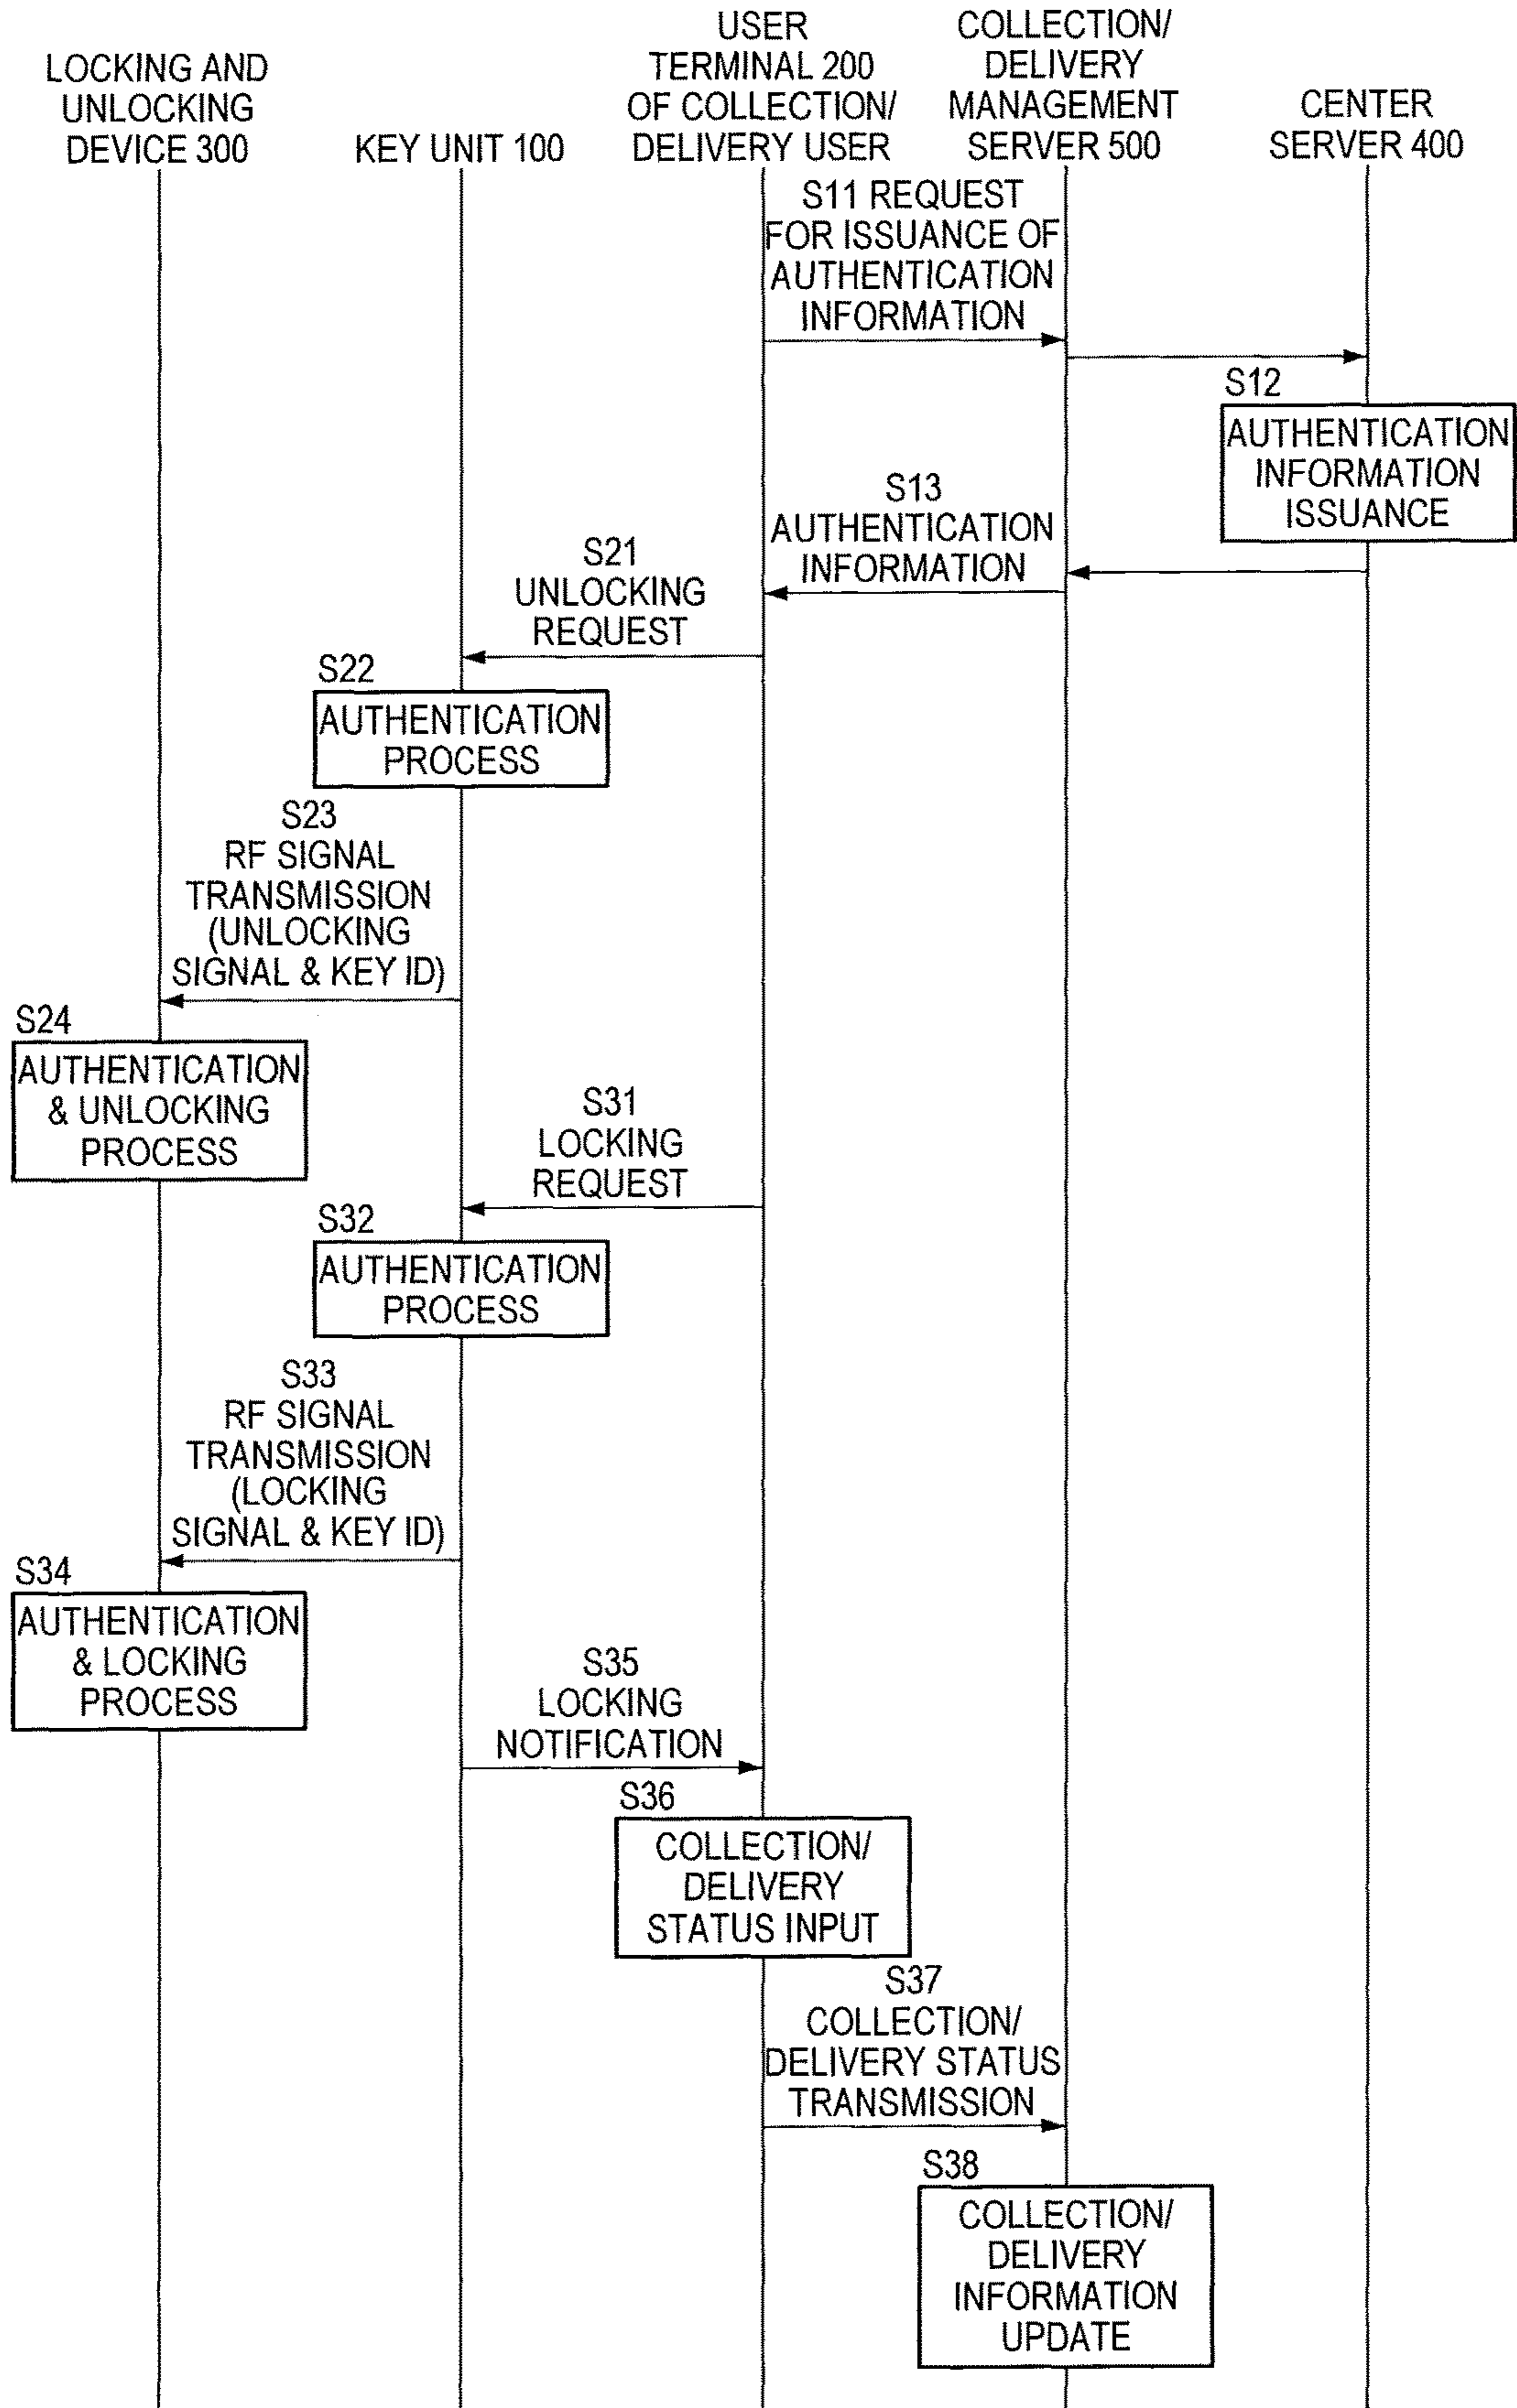 LOCKING AND
UNLOCKING
DEVICE 300
KEY UNIT 100
USER
TERMINAL 200
OF COLLECTION/
DELIVERY USER
COLLECTION/
DELIVERY
MANAGEMENT
SERVER 500
CENTER
SERVER 400
S11 REQUEST
FOR ISSUANCE OF
AUTHENTICATION
INFORMATION
S12
AUTHENTICATION
INFORMATION
ISSUANCE
S13
AUTHENTICATION
INFORMATION
S21
UNLOCKING
REQUEST
S22
AUTHENTICATION
PROCESS
S23
RF SIGNAL
TRANSMISSION
(UNLOCKING
SIGNAL & KEY ID)
S24
AUTHENTICATION
& UNLOCKING
PROCESS
S31
LOCKING
REQUEST
S32
AUTHENTICATION
PROCESS
S33
RF SIGNAL
TRANSMISSION
(LOCKING
SIGNAL & KEY ID)
S34
AUTHENTICATION
& LOCKING
PROCESS
S35
LOCKING
NOTIFICATION
S36
COLLECTION/
DELIVERY
STATUS INPUT
S37
COLLECTION/
DELIVERY STATUS
TRANSMISSION
S38
COLLECTION/
DELIVERY
INFORMATION
UPDATE